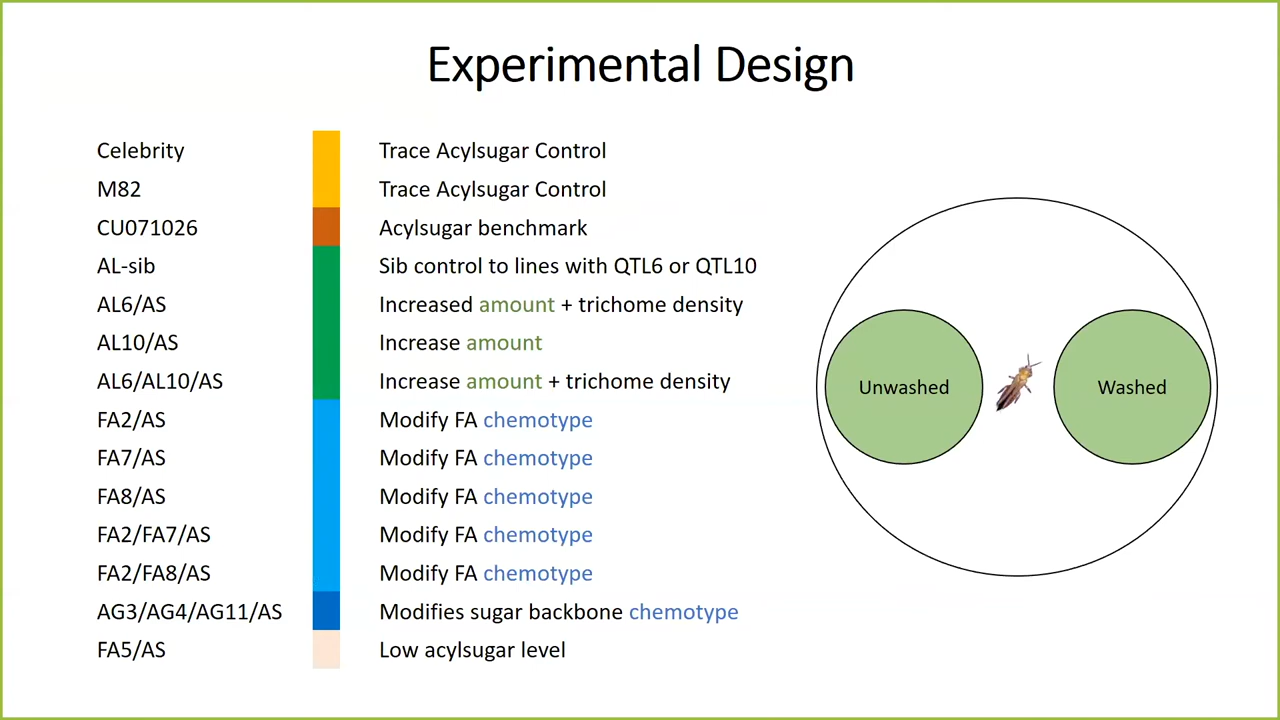 Experimental Design
Celebrity Trace Acylsugar Control
M82 Trace Acylsugar Control
CU071026 Acylsugar benchmark
AL-sib Sib control to lines with QTL6 or QTL10
AL6/AS Increased amount + trichome density
AL10/AS Increase amount
AL6/AL10/AS Increase amount + trichome density
FA2/AS Modify FA chemotype
FA7/AS Modify FA chemotype
FA8/AS Modify FA chemotype
FA2/FA7/AS Modify FA chemotype
FA2/FA8/AS Modify FA chemotype
AG3/AG4/AG11/AS Modifies sugar backbone chemotype
FA5/AS Low acylsugar level
Unwashed
Washed